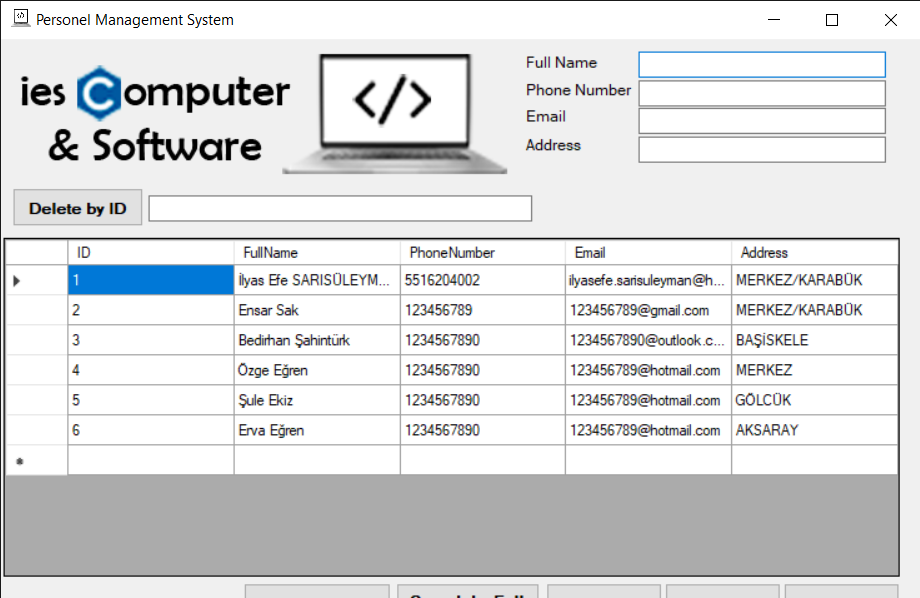 Personel Management System
ies Computer
& Software
</>
Full Name
Phone Number
Email
Address
Delete by ID
ID FullName PhoneNumber Email Address
1 İlyas Efe SARISÜLEYM... 5516204002 ilyasefe.sarisuleyman@h... MERKEZ/KARABÜK
2 Ensar Sak 123456789 123456789@gmail.com MERKEZ/KARABÜK
3 Bedirhan Şahintürk 1234567890 1234567890@outlook.c... BAŞİSKELE
4 Özge Eğren 1234567890 123456789@hotmail.com MERKEZ
5 Şule Ekiz 1234567890 123456789@hotmail.com GÖLCÜK
6 Erva Eğren 1234567890 123456789@hotmail.com AKSARAY